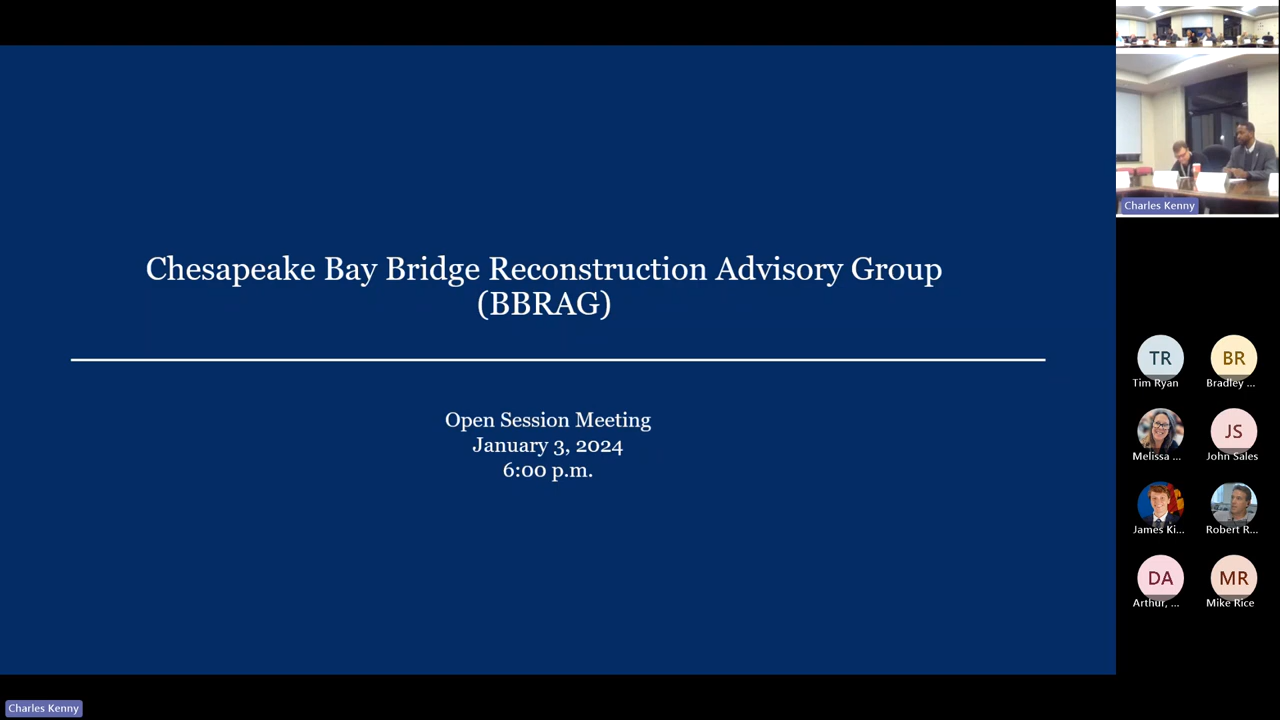 Chesapeake Bay Bridge Reconstruction Advisory Group
(BBRAG)
Open Session Meeting
January 3, 2024
6:00 p.m.
Charles Kenny
TR
BR
Tim Ryan
Bradley ...
JS
Melissa ...
John Sales
James Ki...
Robert R...
DA
MR
Arthur, ...
Mike Rice
Charles Kenny